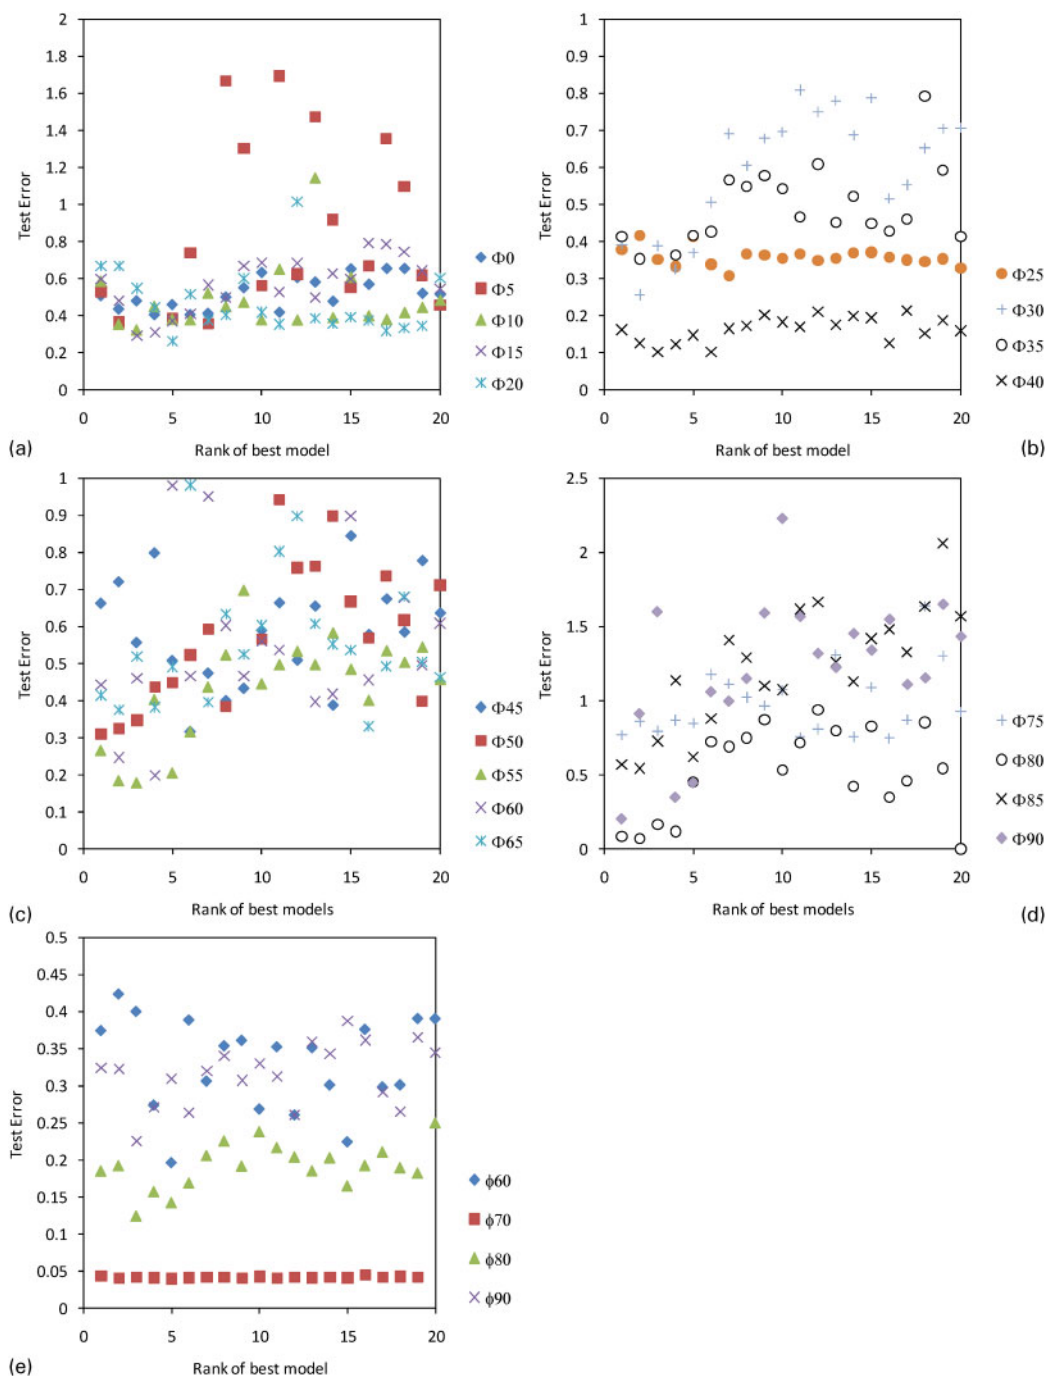 2
1.8
1.6
1.4
1.2
1
0.8
0.6
0.4
0.2
0
Test Error
0 5 10 15 20
Rank of best model
Φ0
Φ5
Φ10
Φ15
Φ20
(a)
1
0.9
0.8
0.7
0.6
0.5
0.4
0.3
0.2
0.1
0
Test Error
0 5 10 15 20
Rank of best model
Φ25
Φ30
Φ35
Φ40
(b)
1
0.9
0.8
0.7
0.6
0.5
0.4
0.3
0.2
0.1
0
Test Error
0 5 10 15 20
Rank of best models
Φ45
Φ50
Φ55
Φ60
Φ65
(c)
2.5
2
1.5
1
0.5
0
Test Error
0 5 10 15 20
Rank of best models
Φ75
Φ80
Φ85
Φ90
(d)
0.5
0.45
0.4
0.35
0.3
0.25
0.2
0.15
0.1
0.05
0
Test Error
0 5 10 15 20
Rank of best model
ϕ60
ϕ70
ϕ80
ϕ90
(e)